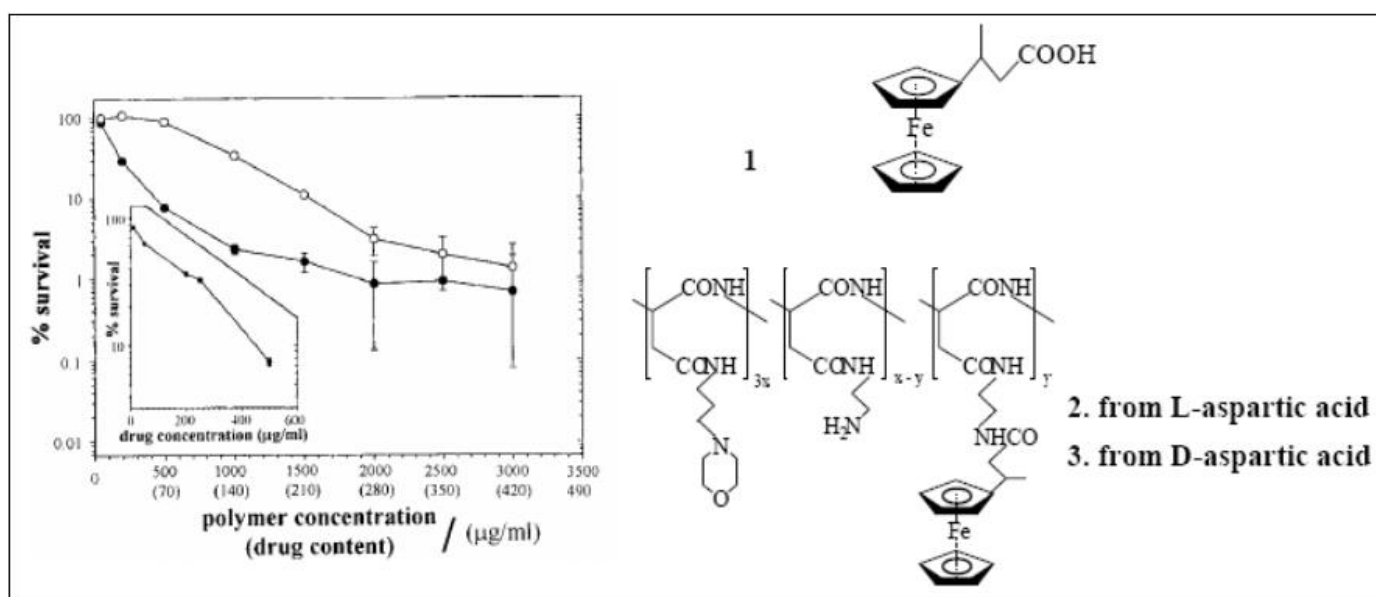 % survival
100
10
1
0.1
0.01
% survival
100
10
0 200 400 600
drug concentration (µg/ml)
0 500 1000 1500 2000 2500 3000 3500
(70) (140) (210) (280) (350) (420) 490
polymer concentration / (µg/ml)
(drug content)
COOH
Fe
1
CONH CONH CONH
CONH CONH CONH
3x x - y y
H2N
N
O
NHCO
Fe
2. from L-aspartic acid
3. from D-aspartic acid